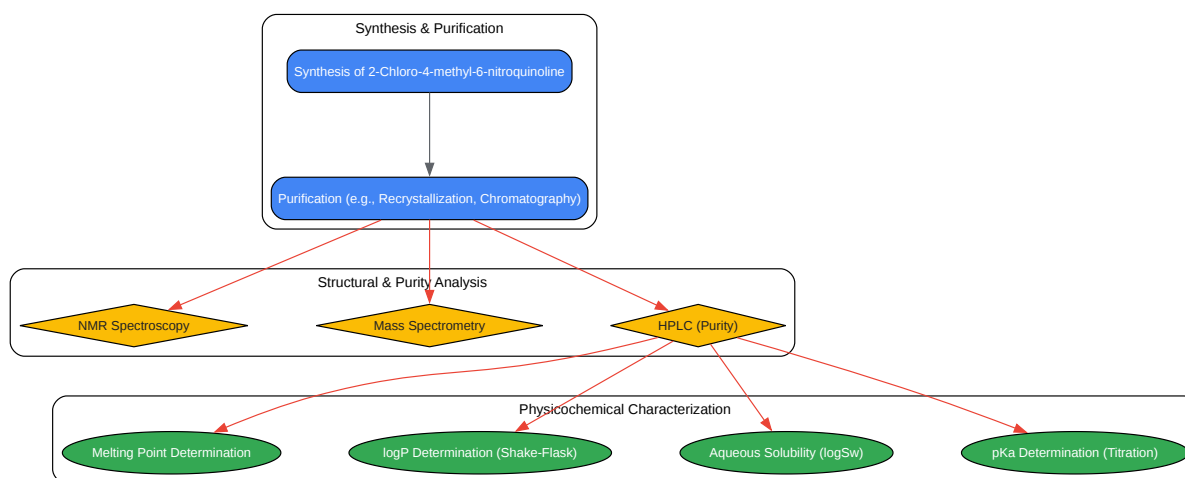 Synthesis & Purification
Synthesis of 2-Chloro-4-methyl-6-nitroquinoline
Purification (e.g., Recrystallization, Chromatography)
Structural & Purity Analysis
NMR Spectroscopy
Mass Spectrometry
HPLC (Purity)
Physicochemical Characterization
Melting Point Determination
logP Determination (Shake-Flask)
Aqueous Solubility (logSw)
pKa Determination (Titration)